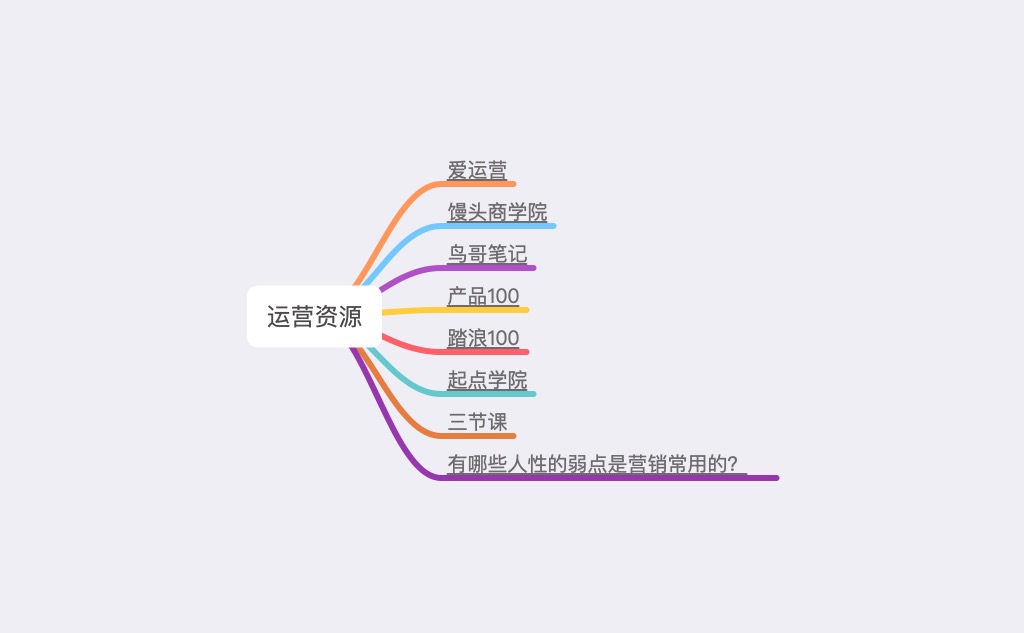 爱运营
馒头商学院
鸟哥笔记
产品100
运营资源
踏浪100
起点学院
三节课
有哪些人性的弱点是营销常用的？